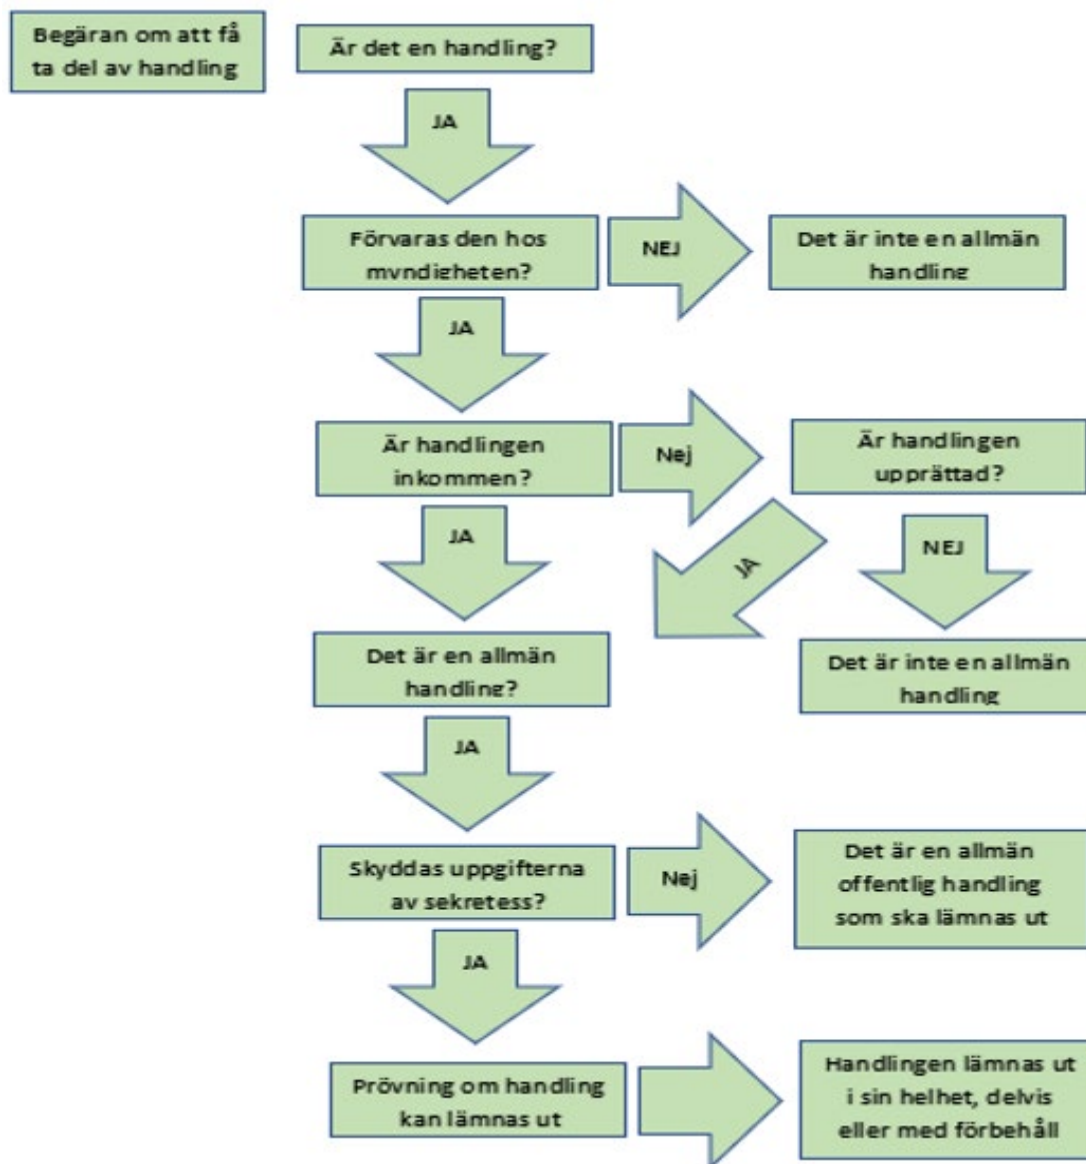 Begäran om att få
ta del av handling
Är det en handling?
JA
Förvaras den hos
myndigheten?
NEJ
Det är inte en allmän
handling
JA
Är handlingen
inkommen?
Nej
Är handlingen
upprättad?
JA
JA
NEJ
Det är en allmän
handling?
Det är inte en allmän
handling
JA
Skyddas uppgifterna
av sekretess?
Nej
Det är en allmän
offentlig handling
som ska lämnas ut
JA
Prövning om handling
kan lämnas ut
Handlingen lämnas ut
i sin helhet, delvis
eller med förbehåll